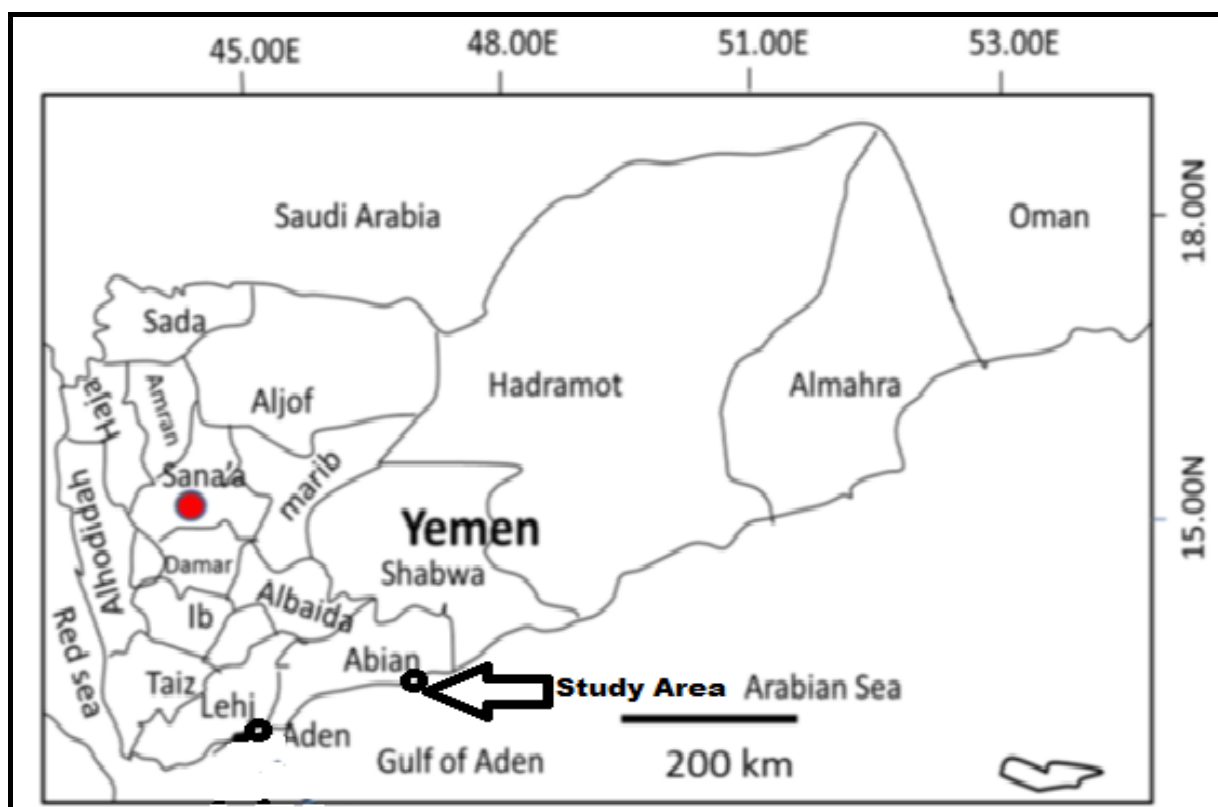 45.00E
48.00E
51.00E
53.00E
18.00N
15.00N
Saudi Arabia
Oman
Sada
Haja
Amran
Aljof
Hadramot
Almahra
Sana'a
marib
Alhodidah
Yemen
Damar
Shabwa
Ib
Albaida
Red sea
Abian
Taiz
Lehj
Study Area
Arabian Sea
Aden
Gulf of Aden
200 km